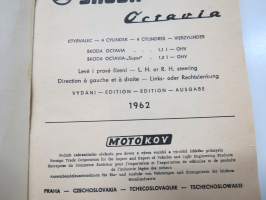 ŠKODA Octavia
ČTYŘVÁLEC — 4 CYLINDER — 4 CYLINDRES — VIERZYLINDER
ŠKODA OCTAVIA 1,1 l — OHV
ŠKODA OCTAVIA „Super“ 1,2 l — OHV
Levé i pravé řízení — L. H. or R. H. steering
Direction à gauche et à droite — Links- oder Rechtslenkung
VYDÁNÍ — EDITION — EDITION — AUSGABE
1962
MOTOKOV
PRAHA — CZECHOSLOVAKIA — TCHECOSLOVAQUIE — TSCHECHOSLOWAKEI